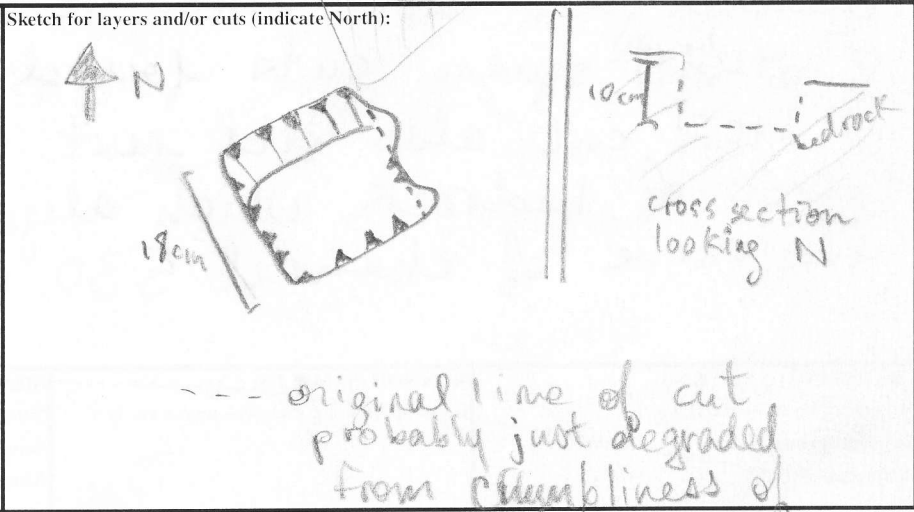 Sketch for layers and/or cuts (indicate North):
N
18cm
10cm
bedrock
cross section
looking N
--- original line of cut
probably just degraded
from crumbliness of